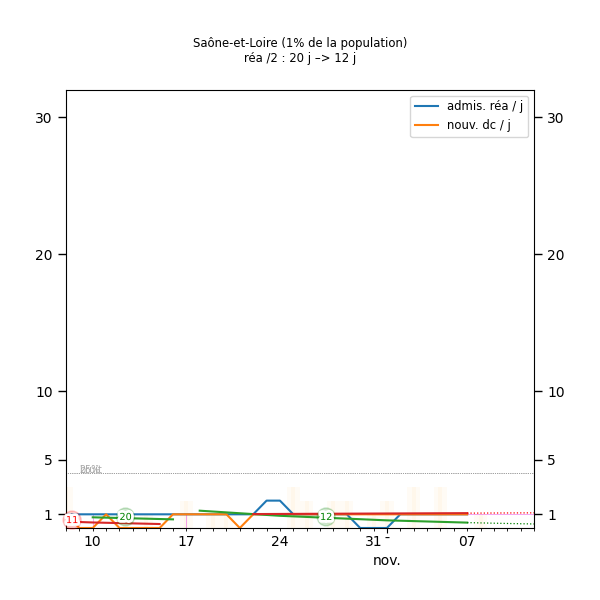 Saône-et-Loire (1% de la population)
réa /2 : 20 j –> 12 j
admis. réa / j
nouv. dc / j
30 30
20 20
10 10
5 5
1 1
11 20 12
10 17 24 31 07
nov.